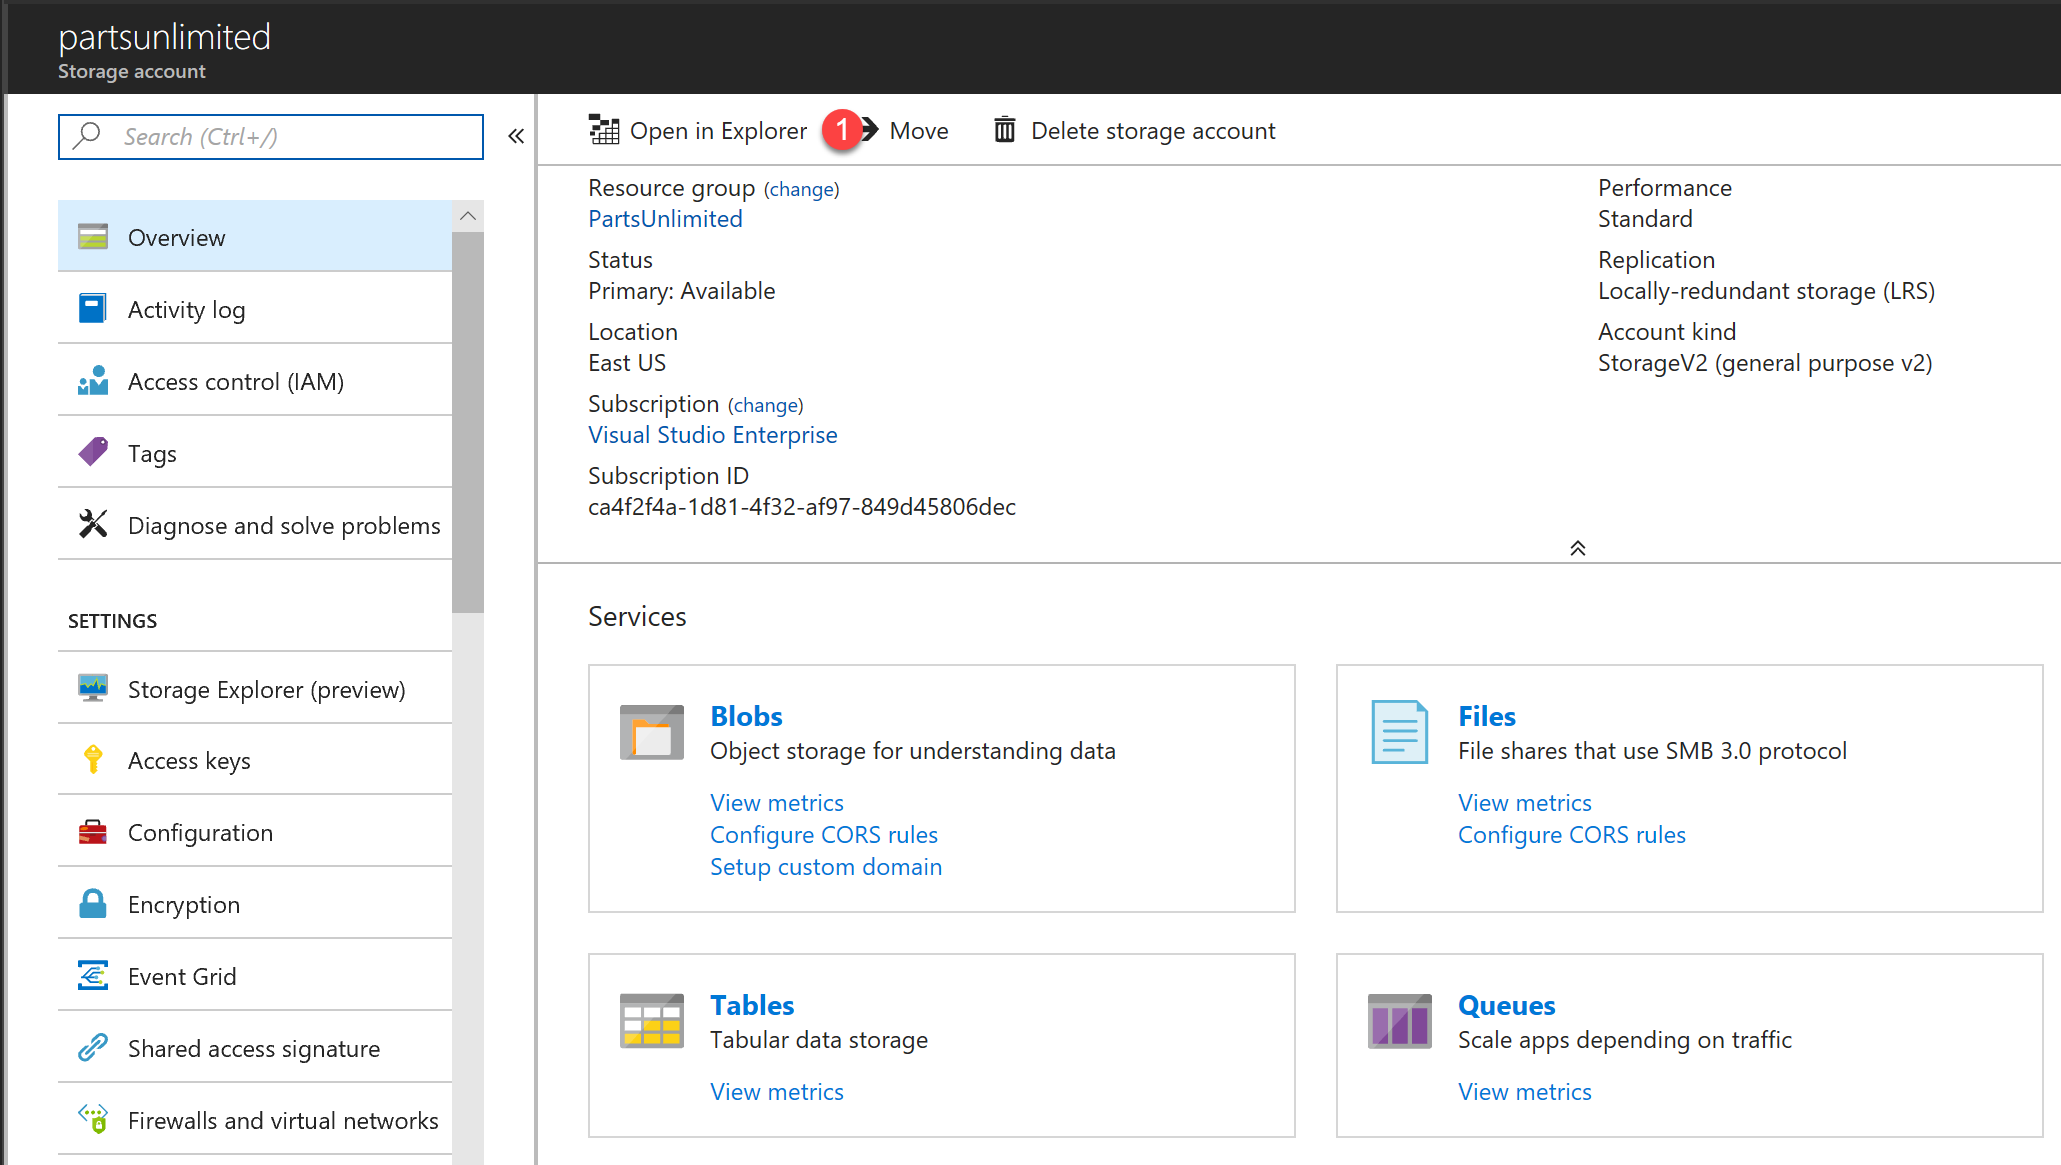 partsunlimited
Storage account
Search (Ctrl+/)
Overview
Activity log
Access control (IAM)
Tags
Diagnose and solve problems
SETTINGS
Storage Explorer (preview)
Access keys
Configuration
Encryption
Event Grid
Shared access signature
Firewalls and virtual networks
Open in Explorer 1 Move Delete storage account
Resource group (change)
PartsUnlimited
Status
Primary: Available
Location
East US
Subscription (change)
Visual Studio Enterprise
Subscription ID
ca4f2f4a-1d81-4f32-af97-849d45806dec
Performance
Standard
Replication
Locally-redundant storage (LRS)
Account kind
StorageV2 (general purpose v2)
Services
Blobs
Object storage for understanding data
View metrics
Configure CORS rules
Setup custom domain
Files
File shares that use SMB 3.0 protocol
View metrics
Configure CORS rules
Tables
Tabular data storage
View metrics
Queues
Scale apps depending on traffic
View metrics